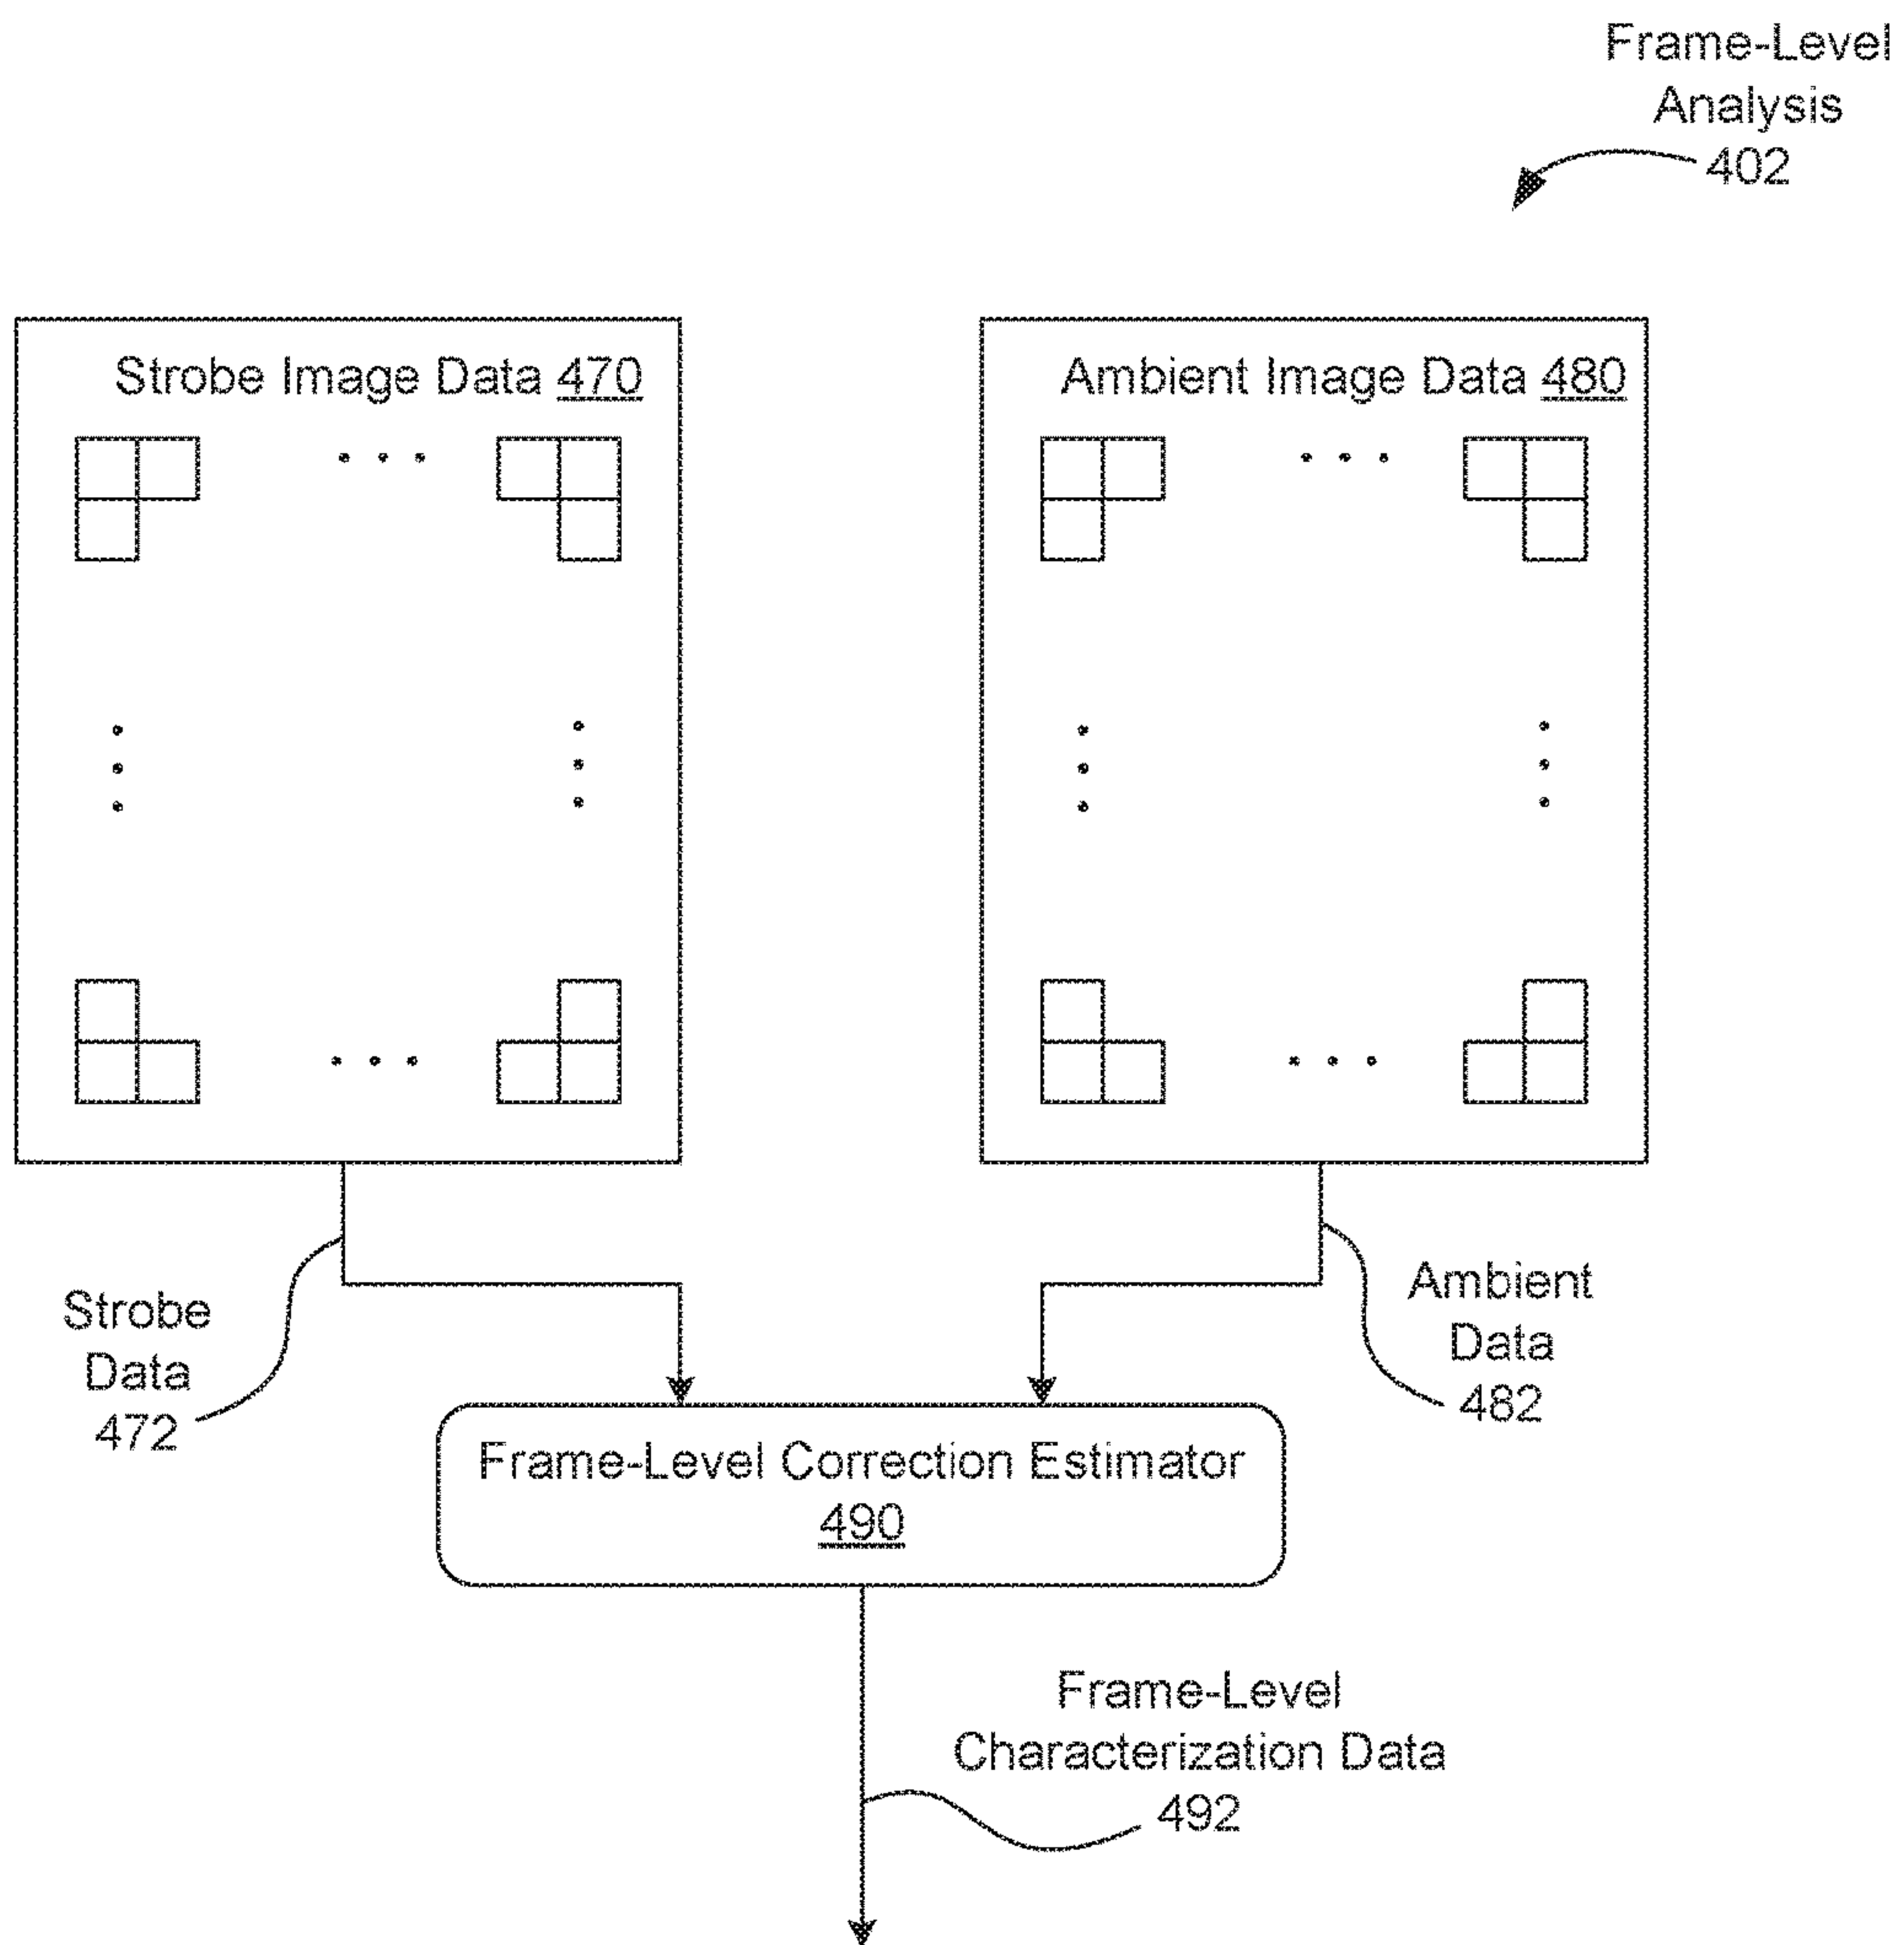 Frame-Level
Analysis
402
Strobe Image Data 470
Ambient Image Data 480
Strobe
Data
472
Ambient
Data
482
Frame-Level Correction Estimator
490
Frame-Level
Characterization Data
492